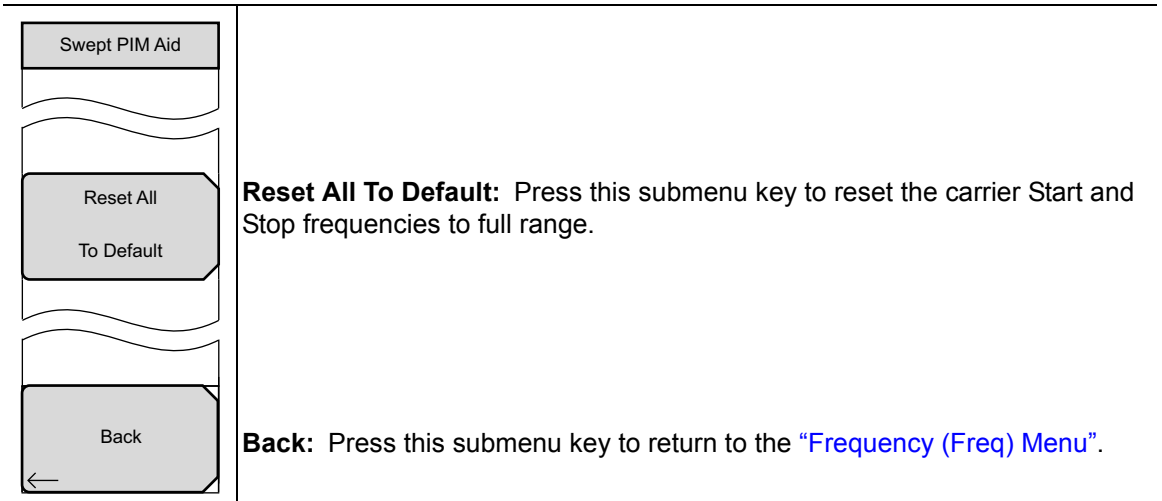 Swept PIM Aid
Reset All
To Default
Reset All To Default: Press this submenu key to reset the carrier Start and
Stop frequencies to full range.
Back
Back: Press this submenu key to return to the “Frequency (Freq) Menu”.